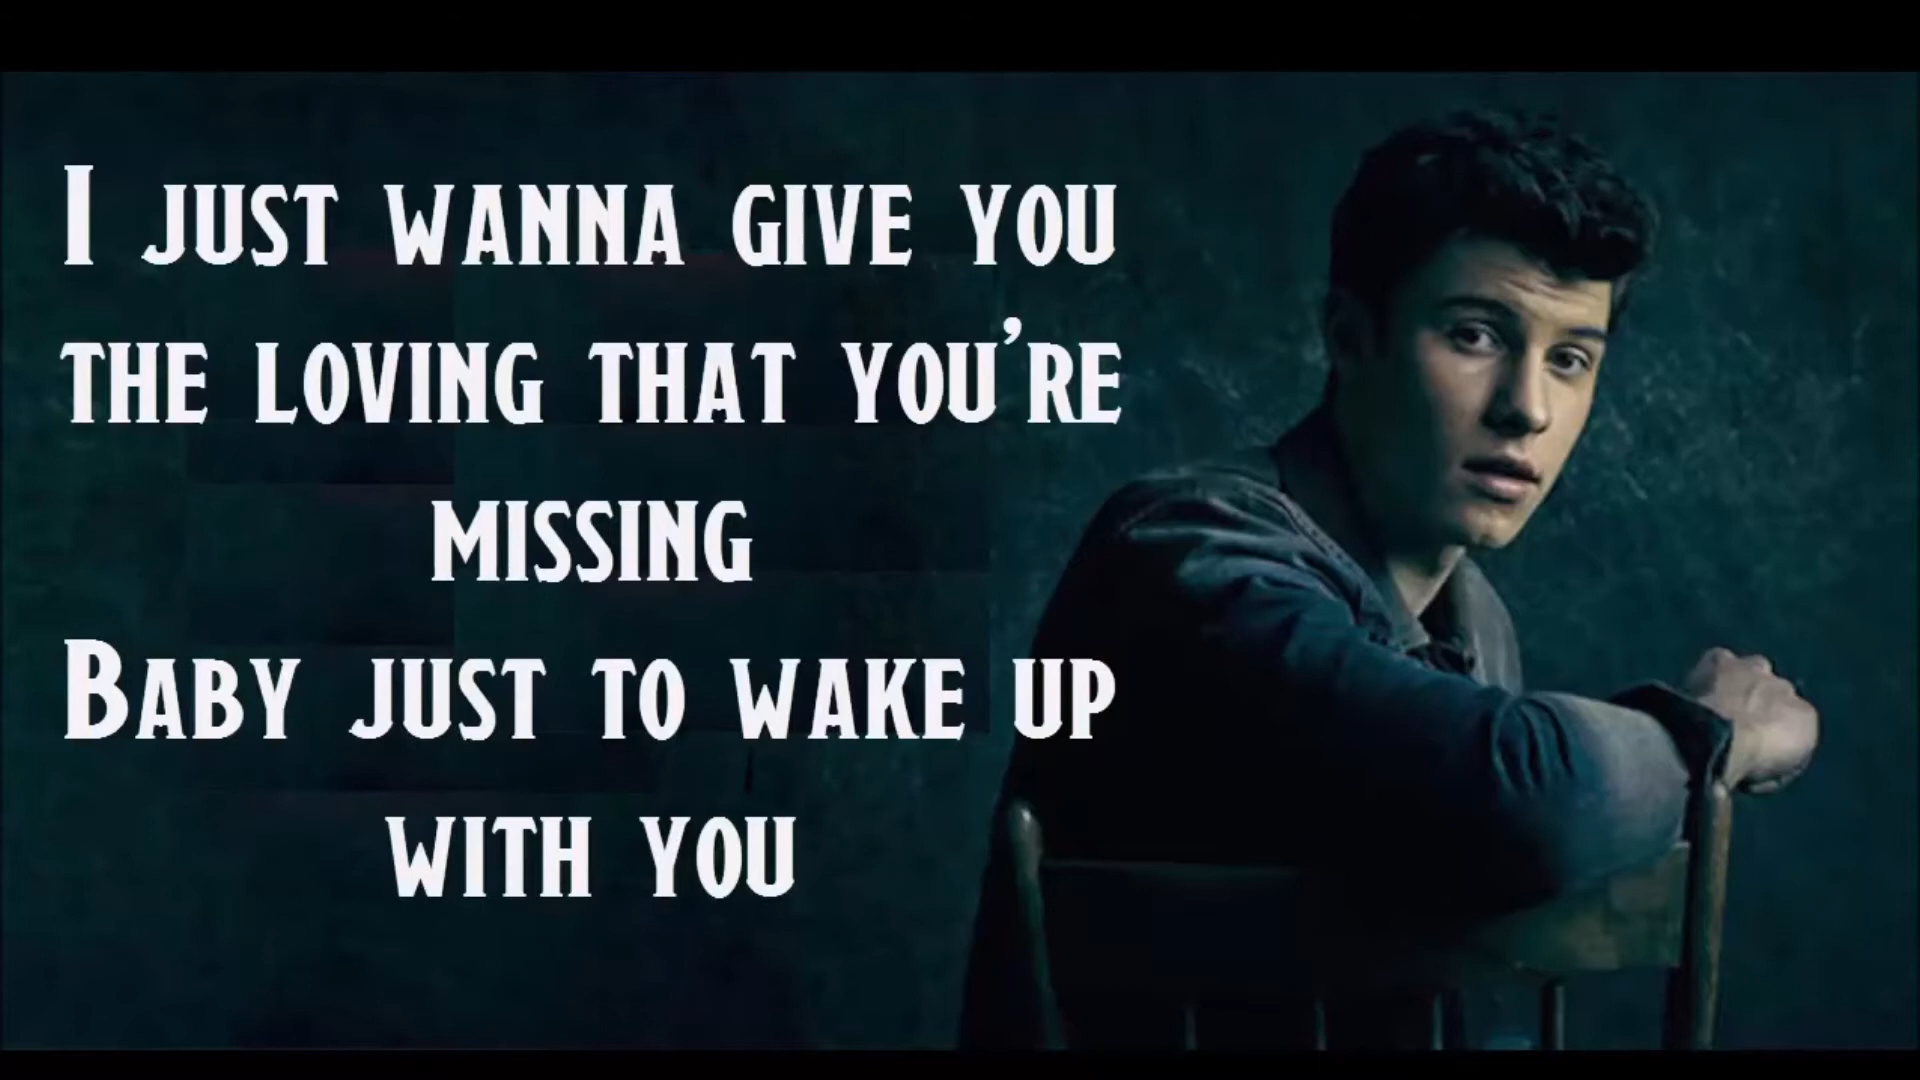 I JUST WANNA GIVE YOU
THE LOVING THAT YOU'RE
MISSING
BABY JUST TO WAKE UP
WITH YOU